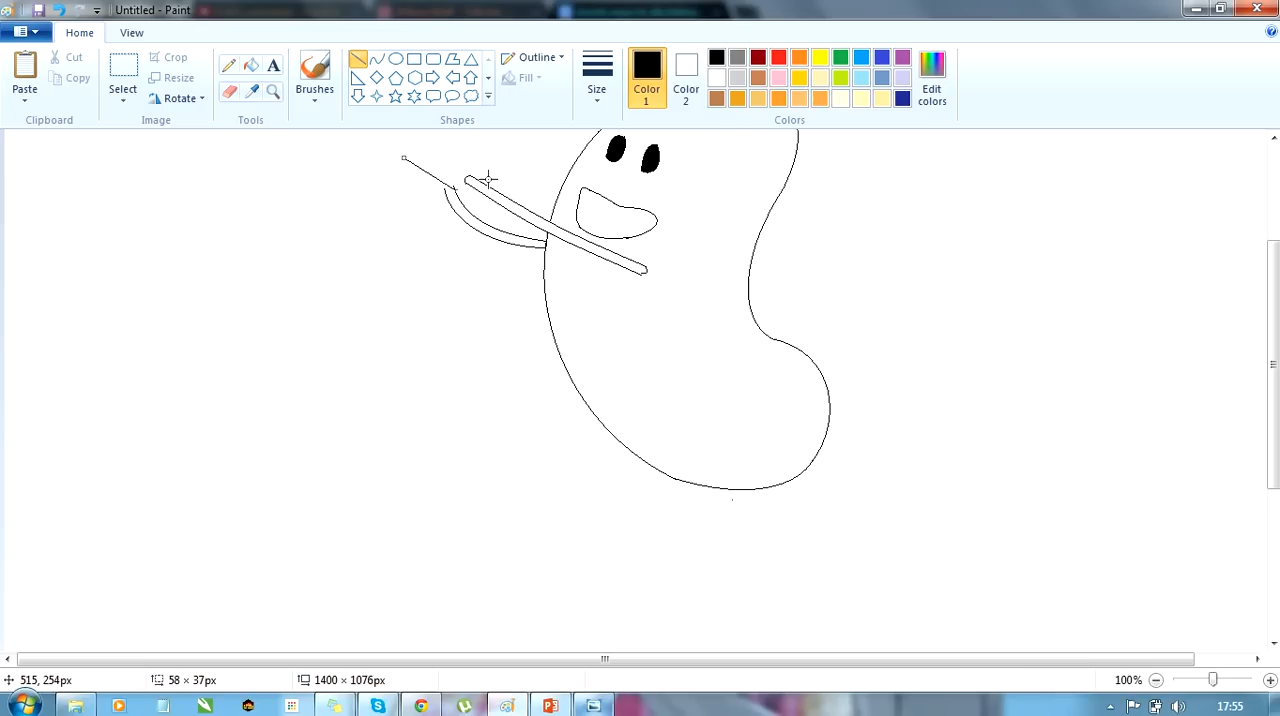 Untitled - Paint
Home View
Paste
Cut
Copy
Clipboard
Select
Crop
Resize
Rotate
Image
A
Tools
Brushes
Shapes
Outline
Fill
Size
Color 1
Color 2
Edit colors
Colors
515, 254px
58 × 37px
1400 × 1076px
100%
17:55